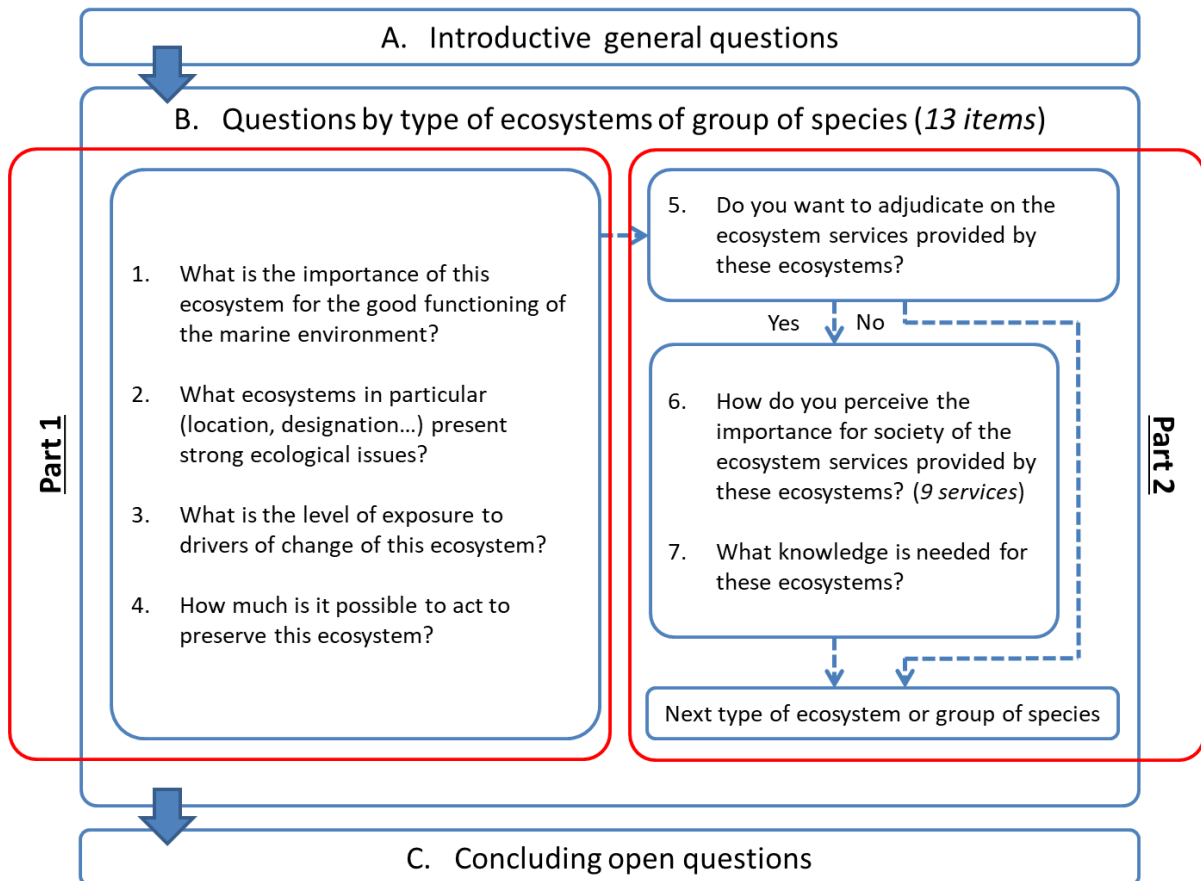 A. Introductive general questions
B. Questions by type of ecosystems of group of species (13 items)
Part 1
1. What is the importance of this
ecosystem for the good functioning of
the marine environment?
2. What ecosystems in particular
(location, designation...) present
strong ecological issues?
3. What is the level of exposure to
drivers of change of this ecosystem?
4. How much is it possible to act to
preserve this ecosystem?
5. Do you want to adjudicate on the
ecosystem services provided by
these ecosystems?
Yes No
6. How do you perceive the
importance for society of the
ecosystem services provided by
these ecosystems? (9 services)
7. What knowledge is needed for
these ecosystems?
Next type of ecosystem or group of species
Part 2
C. Concluding open questions